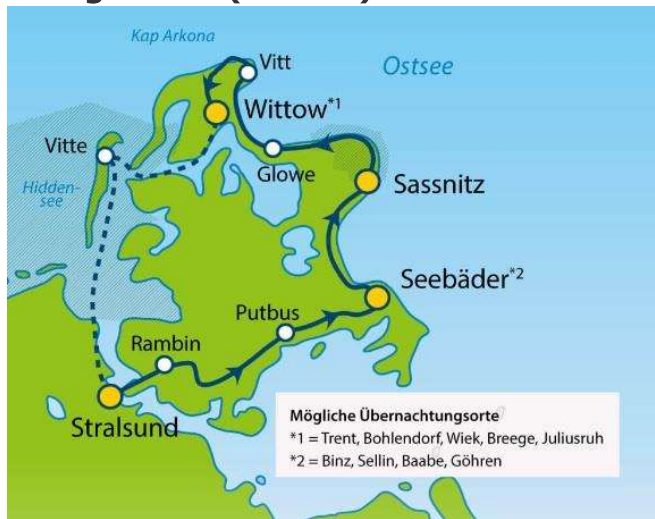 Kap Arkona
Vitt
Ostsee
Wittow*1
Vitte
Glowe
Hidden-
see
Sassnitz
Seebäder*2
Putbus
Rambin
Stralsund
Mögliche Übernachtungsorte
*1 = Trent, Bohlendorf, Wiek, Breege, Juliusruh
*2 = Binz, Sellin, Baabe, Göhren